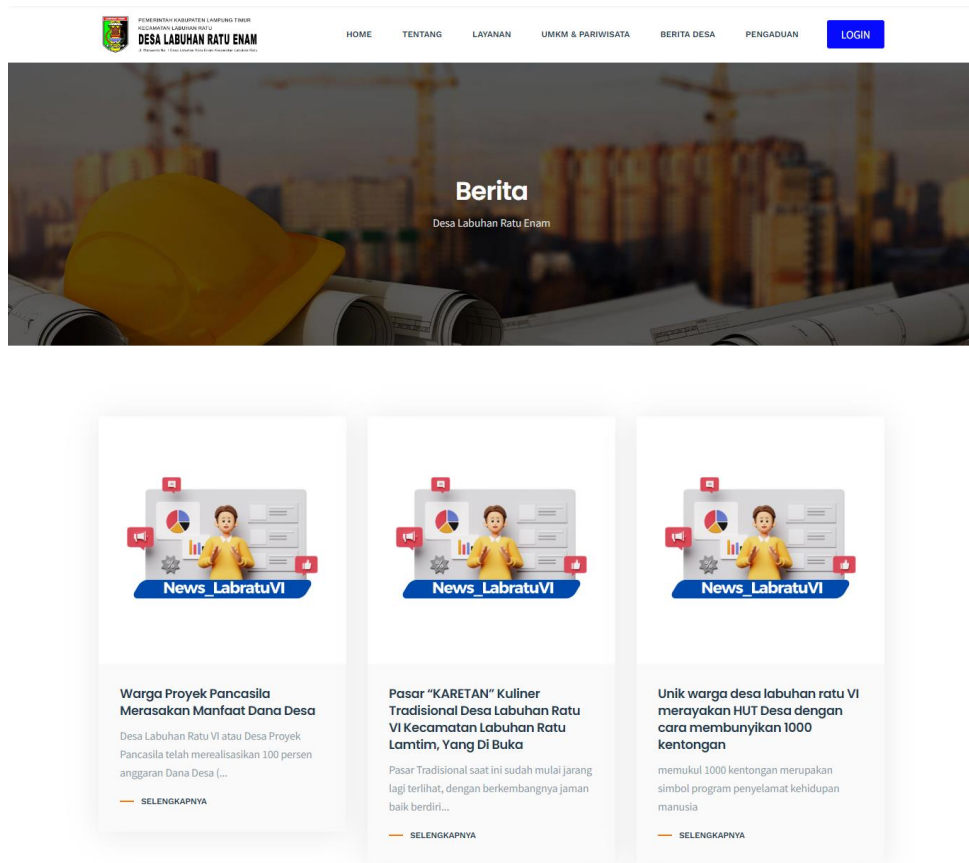 PEMERINTAH KABUPATEN LAMPUNG TIMUR
KECAMATAN LABUHAN RATU
DESA LABUHAN RATU ENAM
HOME TENTANG LAYANAN UMKM & PARIWISATA BERITA DESA PENGADUAN LOGIN
Berita
Desa Labuhan Ratu Enam
News_LabratuVI
Warga Proyek Pancasila
Merasakan Manfaat Dana Desa
Desa Labuhan Ratu VI atau Desa Proyek
Pancasila telah merealisasikan 100 persen
anggaran Dana Desa (...
SELENGKAPNYA
News_LabratuVI
Pasar “KARETAN” Kuliner
Tradisional Desa Labuhan Ratu
VI Kecamatan Labuhan Ratu
Lamtim, Yang Di Buka
Pasar Tradisional saat ini sudah mulai jarang
lagi terlihat, dengan berkembangnya jaman
baik berdiri...
SELENGKAPNYA
News_LabratuVI
Unik warga desa labuhan ratu VI
merayakan HUT Desa dengan
cara membunyikan 1000
kentongan
memukul 1000 kentongan merupakan
simbol program penyelamat kehidupan
manusia
SELENGKAPNYA